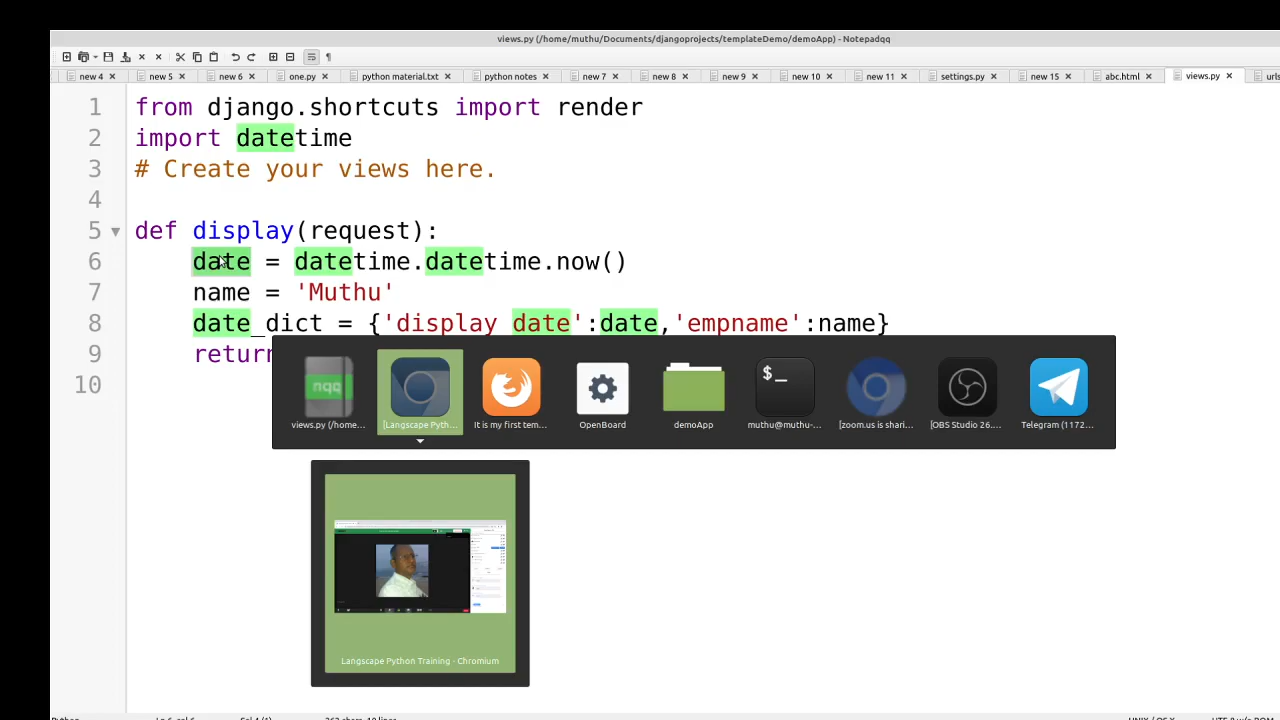 views.py (/home/muthu/Documents/djangoprojects/templateDemo/demoApp) - Notepadqq
new 4 new 5 new 6 one.py python material.txt python notes new 7 new 8 new 9 new 10 new 11 settings.py new 15 abc.html views.py urls
1 from django.shortcuts import render
2 import datetime
3 # Create your views here.
4
5 def display(request):
6 date = datetime.datetime.now()
7 name = 'Muthu'
8 date_dict = {'display_date':date,'empname':name}
9 return
10
$_
nqq
views.py (/home... [Langscape Pyth... It is my first tem... OpenBoard demoApp muthu@muthu-... [zoom.us is shari... [OBS Studio 26.... Telegram (1172...
Langscape Python Training - Chromium